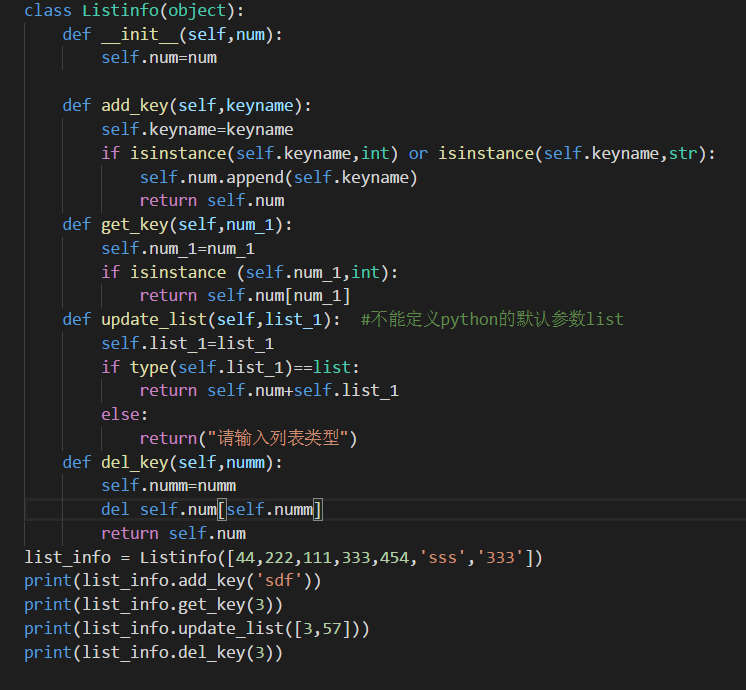 class Listinfo(object):
    def __init__(self,num):
        self.num=num

    def add_key(self,keyname):
        self.keyname=keyname
        if isinstance(self.keyname,int) or isinstance(self.keyname,str):
            self.num.append(self.keyname)
            return self.num
    def get_key(self,num_1):
        self.num_1=num_1
        if isinstance (self.num_1,int):
            return self.num[num_1]
    def update_list(self,list_1):  #不能定义python的默认参数list
        self.list_1=list_1
        if type(self.list_1)==list:
            return self.num+self.list_1
        else:
            return("请输入列表类型")
    def del_key(self,numm):
        self.numm=numm
        del self.num[self.numm]
        return self.num
list_info = Listinfo([44,222,111,333,454,'sss','333'])
print(list_info.add_key('sdf'))
print(list_info.get_key(3))
print(list_info.update_list([3,57]))
print(list_info.del_key(3))